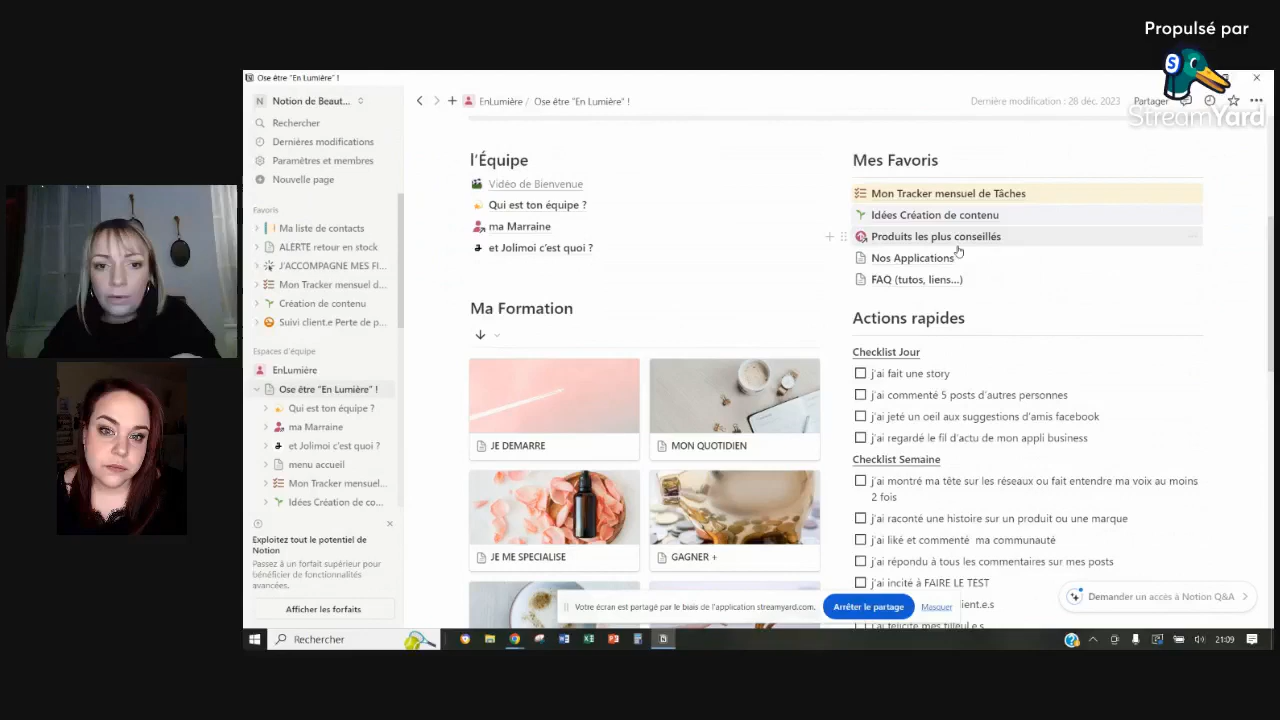 Propulsé par
StreamYard
Ose être "En Lumière" !
N Notion de Beaut...
Rechercher
Dernières modifications
Paramètres et membres
Nouvelle page
Favoris
Ma liste de contacts
ALERTE retour en stock
J'ACCOMPAGNE MES FI...
Mon Tracker mensuel d...
Création de contenu
Suivi client.e Perte de p...
Espaces d'équipe
EnLumière
Ose être "En Lumière" !
Qui est ton équipe ?
ma Marraine
et Jolimoi c'est quoi ?
menu accueil
Mon Tracker mensuel...
Idées Création de co...
Exploitez tout le potentiel de
Notion
Passez à un forfait supérieur pour
bénéficier de fonctionnalités
avancées.
Afficher les forfaits
EnLumière / Ose être "En Lumière" !
Dernière modification : 28 déc. 2023
Partager
l'Équipe
Vidéo de Bienvenue
Qui est ton équipe ?
ma Marraine
et Jolimoi c'est quoi ?
Ma Formation
JE DEMARRE
MON QUOTIDIEN
JE ME SPECIALISE
GAGNER +
Mes Favoris
Mon Tracker mensuel de Tâches
Idées Création de contenu
Produits les plus conseillés
Nos Applications
FAQ (tutos, liens...)
Actions rapides
Checklist Jour
j'ai fait une story
j'ai commenté 5 posts d'autres personnes
j'ai jeté un oeil aux suggestions d'amis facebook
j'ai regardé le fil d'actu de mon appli business
Checklist Semaine
j'ai montré ma tête sur les réseaux ou fait entendre ma voix au moins
2 fois
j'ai raconté une histoire sur un produit ou une marque
j'ai liké et commenté ma communauté
j'ai répondu à tous les commentaires sur mes posts
j'ai incité à FAIRE LE TEST
client.e.s
j'ai félicité mes filleul.e.s
Votre écran est partagé par le biais de l'application streamyard.com.
Arrêter le partage
Masquer
Demander un accès à Notion Q&A
Rechercher
21:09